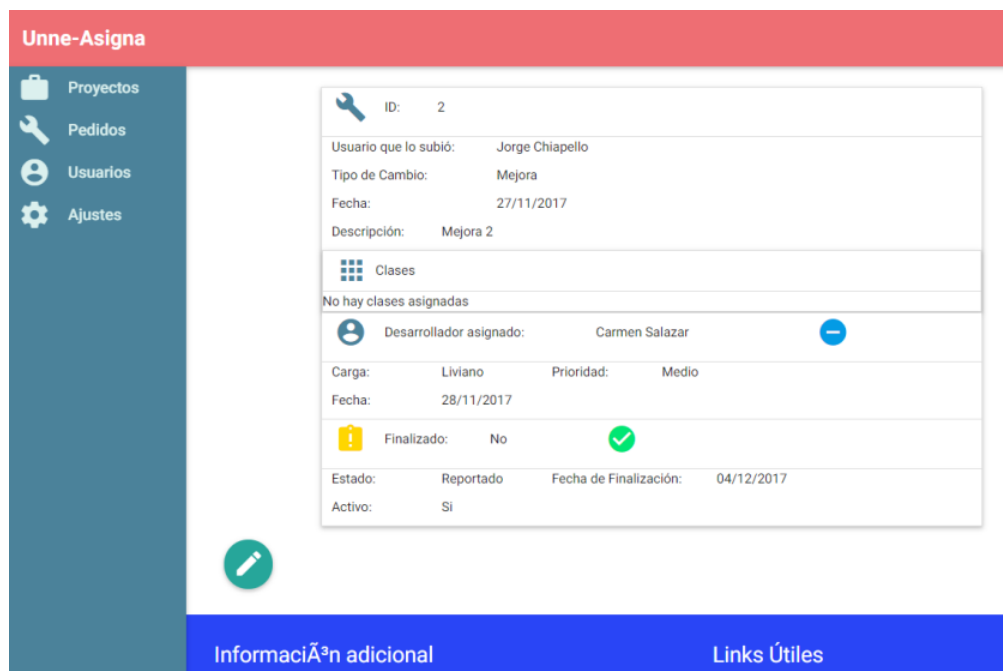 Unne-Asigna
Proyectos
Pedidos
Usuarios
Ajustes
ID: 2
Usuario que lo subió: Jorge Chiapello
Tipo de Cambio: Mejora
Fecha: 27/11/2017
Descripción: Mejora 2
Clases
No hay clases asignadas
Desarrollador asignado: Carmen Salazar
Carga: Liviano Prioridad: Medio
Fecha: 28/11/2017
Finalizado: No
Estado: Reportado Fecha de Finalización: 04/12/2017
Activo: Si
InformaciÃ³n adicional Links Útiles